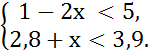 1 − 2x < 5,
2,8 + x < 3,9.